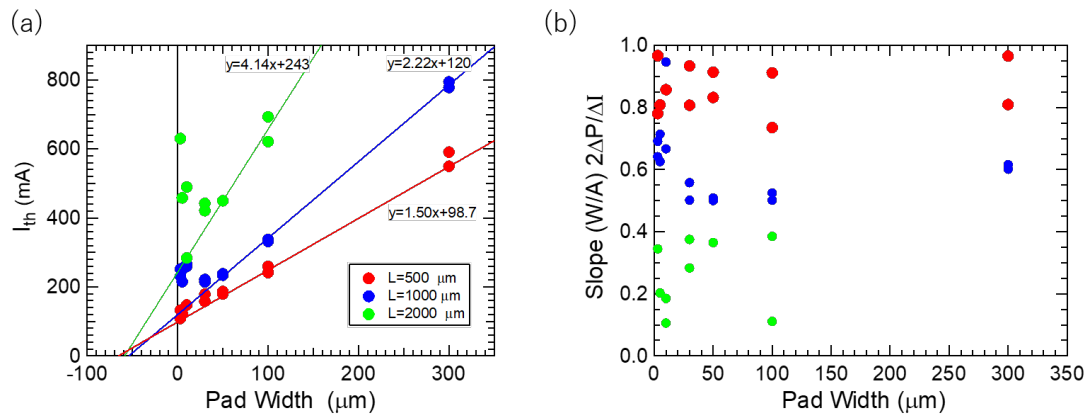 (a)
(b)
y=4.14x+243
y=2.22x+120
y=1.50x+98.7
800
600
400
200
0
I_th (mA)
L=500 μm
L=1000 μm
L=2000 μm
-100 0 100 200 300
Pad Width (μm)
1.0
0.8
0.6
0.4
0.2
0.0
Slope (W/A) 2ΔP/ΔI
0 50 100 150 200 250 300 350
Pad Width (μm)